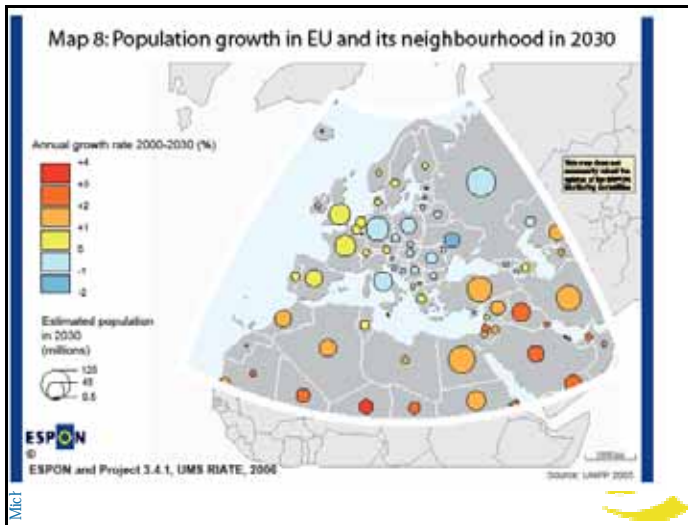 Map 8: Population growth in EU and its neighbourhood in 2030
Annual growth rate 2000-2030 (%)
+4
+3
+2
+1
0
-1
-2
Estimated population
in 2030
(millions)
125
45
0.5
ESPON
©
ESPON and Project 3.4.1, UMS RIATE, 2006
Source: UNPP 2005
Mich